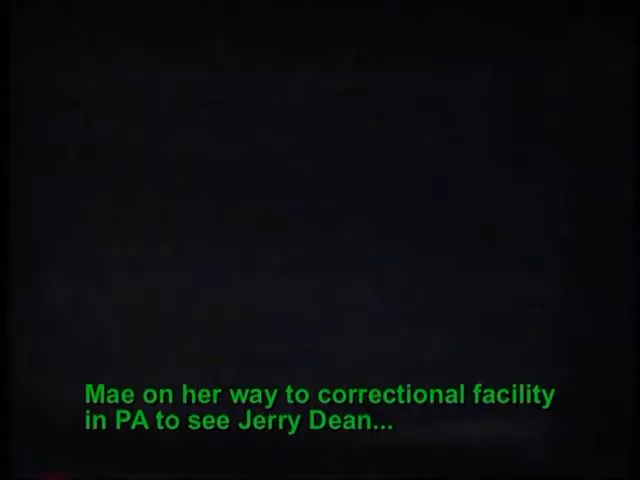 Mae on her way to correctional facility
in PA to see Jerry Dean...